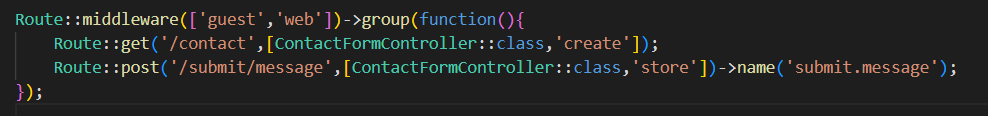 Route::middleware(['guest','web'])->group(function(){
    Route::get('/contact',[ContactFormController::class,'create']);
    Route::post('/submit/message',[ContactFormController::class,'store'])->name('submit.message');
});